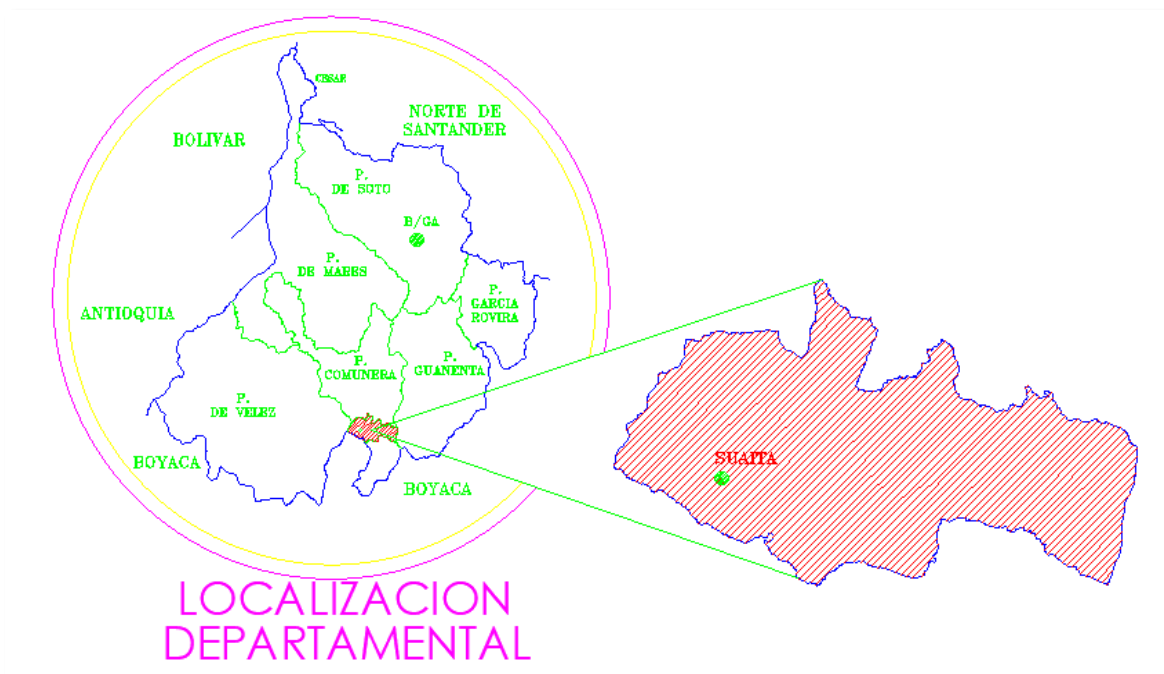 CESAR
NORTE DE
SANTANDER
BOLIVAR
P.
DE SOTO
B/GA
P.
DE MARES
P.
GARCIA
ROVIRA
ANTIOQUIA
P.
COMUNERA
P.
GUANENTA
P.
DE VELEZ
BOYACA
BOYACA
SUAITA
LOCALIZACION
DEPARTAMENTAL